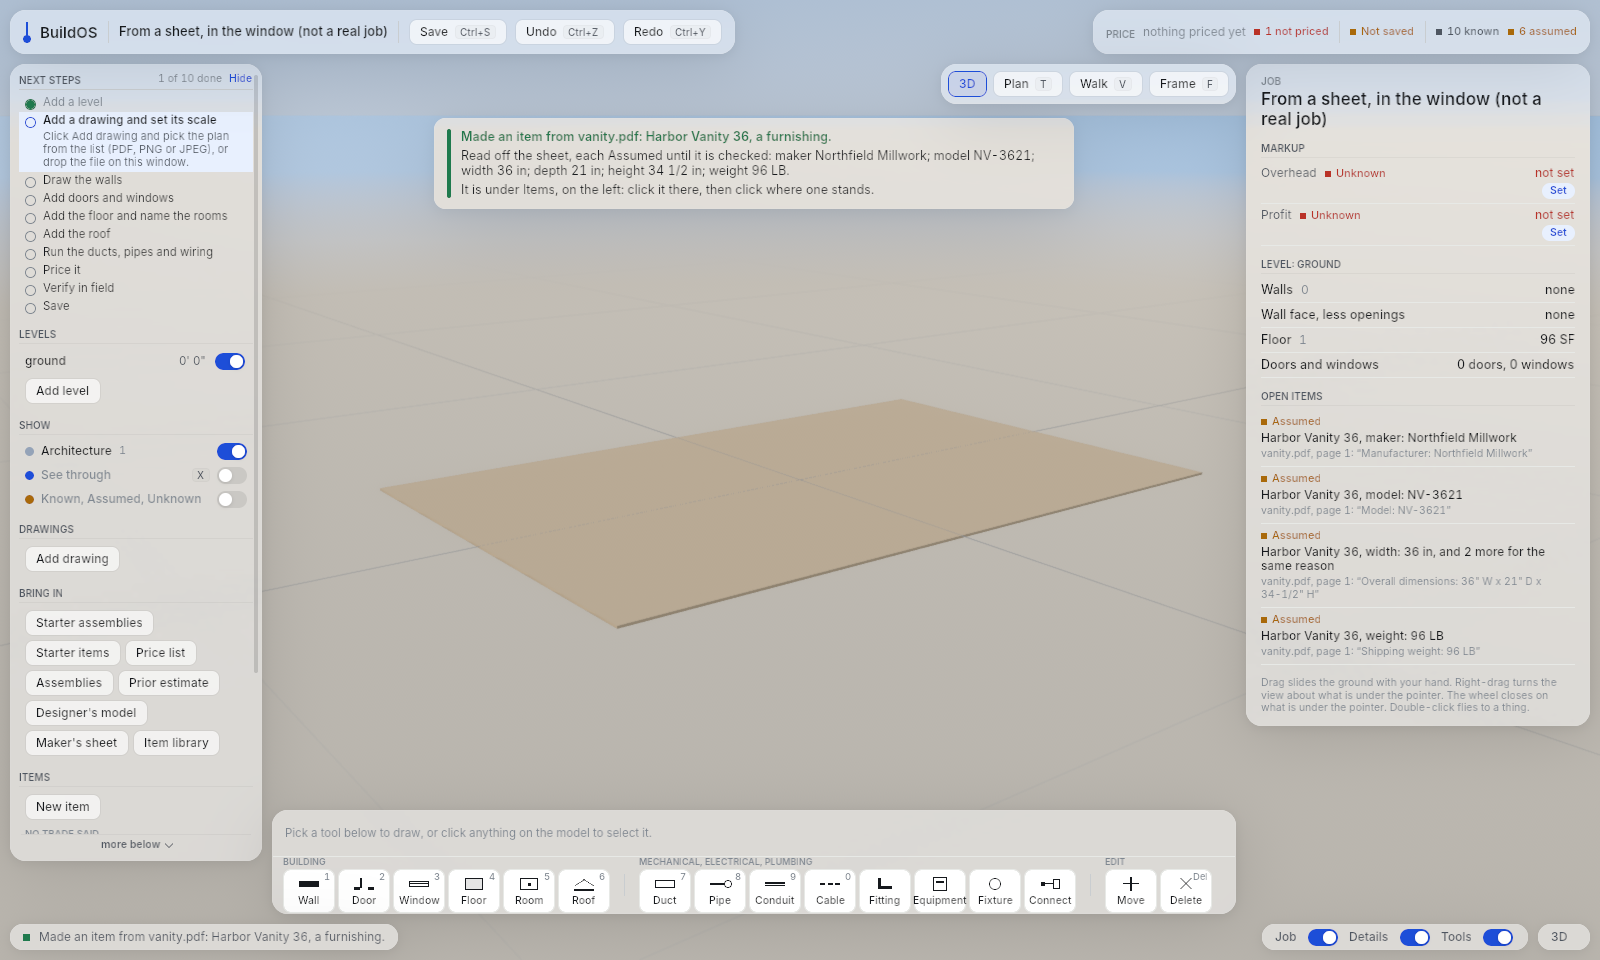 BuildOS
From a sheet, in the window (not a real job)
Save Ctrl+S
Undo Ctrl+Z
Redo Ctrl+Y
PRICE nothing priced yet 1 not priced Not saved 10 known 6 assumed
NEXT STEPS 1 of 10 done Hide
Add a level
Add a drawing and set its scale
Click Add drawing and pick the plan
from the list (PDF, PNG or JPEG), or
drop the file on this window.
Draw the walls
Add doors and windows
Add the floor and name the rooms
Add the roof
Run the ducts, pipes and wiring
Price it
Verify in field
Save
LEVELS
ground 0' 0"
Add level
SHOW
Architecture 1
See through X
Known, Assumed, Unknown
DRAWINGS
Add drawing
BRING IN
Starter assemblies
Starter items Price list
Assemblies Prior estimate
Designer's model
Maker's sheet Item library
ITEMS
New item
NO TRADE SAID
more below
3D Plan T Walk V Frame F
Made an item from vanity.pdf: Harbor Vanity 36, a furnishing.
Read off the sheet, each Assumed until it is checked: maker Northfield Millwork; model NV-3621;
width 36 in; depth 21 in; height 34 1/2 in; weight 96 LB.
It is under Items, on the left: click it there, then click where one stands.
JOB
From a sheet, in the window (not a
real job)
MARKUP
Overhead Unknown not set
Set
Profit Unknown not set
Set
LEVEL: GROUND
Walls 0 none
Wall face, less openings none
Floor 1 96 SF
Doors and windows 0 doors, 0 windows
OPEN ITEMS
Assumed
Harbor Vanity 36, maker: Northfield Millwork
vanity.pdf, page 1: "Manufacturer: Northfield Millwork"
Assumed
Harbor Vanity 36, model: NV-3621
vanity.pdf, page 1: "Model: NV-3621"
Assumed
Harbor Vanity 36, width: 36 in, and 2 more for the
same reason
vanity.pdf, page 1: "Overall dimensions: 36" W x 21" D x
34-1/2" H"
Assumed
Harbor Vanity 36, weight: 96 LB
vanity.pdf, page 1: "Shipping weight: 96 LB"
Drag slides the ground with your hand. Right-drag turns the
view about what is under the pointer. The wheel closes on
what is under the pointer. Double-click flies to a thing.
Pick a tool below to draw, or click anything on the model to select it.
BUILDING MECHANICAL, ELECTRICAL, PLUMBING EDIT
1 2 3 4 5 6 7 8 9 0 Del
Wall Door Window Floor Room Roof Duct Pipe Conduit Cable Fitting Equipment Fixture Connect Move Delete
Made an item from vanity.pdf: Harbor Vanity 36, a furnishing.
Job Details Tools 3D